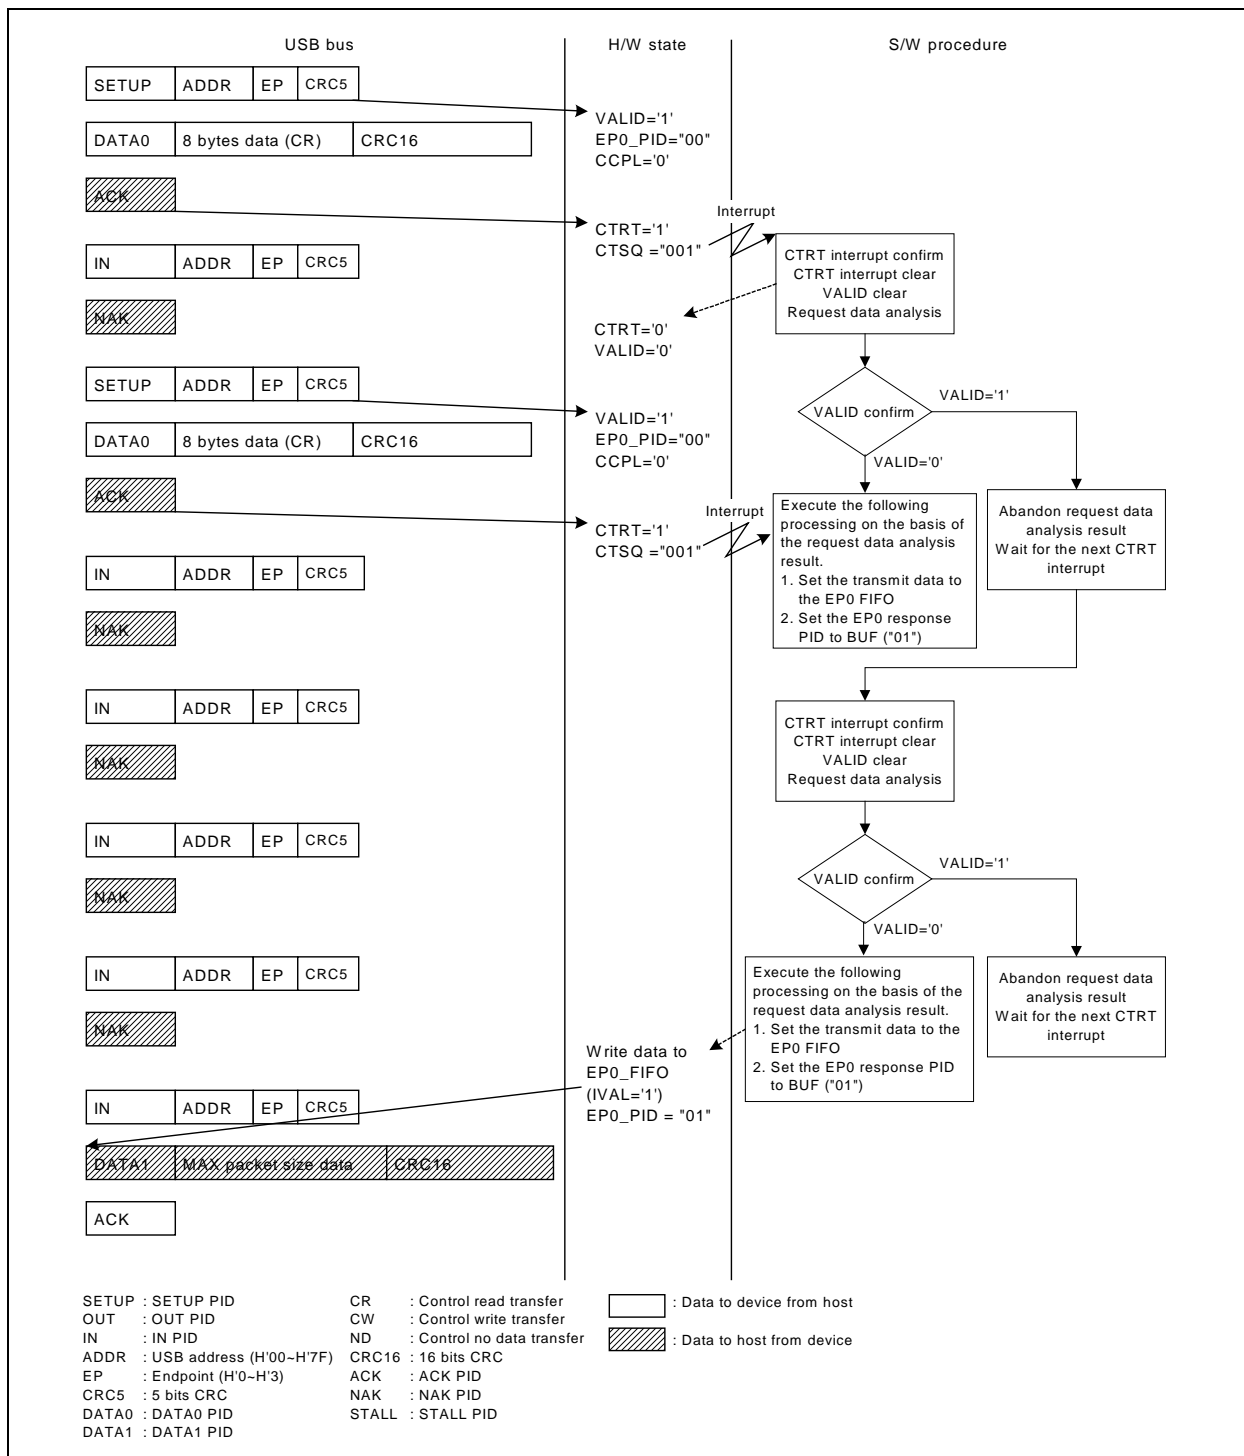 USB bus
H/W state
S/W procedure
SETUP ADDR EP CRC5
VALID='1'
EP0_PID="00"
CCPL='0'
DATA0 8 bytes data (CR) CRC16
ACK
CTRT='1'
CTSQ ="001"
Interrupt
CTRT interrupt confirm
CTRT interrupt clear
VALID clear
Request data analysis
IN ADDR EP CRC5
NAK
CTRT='0'
VALID='0'
SETUP ADDR EP CRC5
VALID='1'
EP0_PID="00"
CCPL='0'
VALID confirm
VALID='1'
VALID='0'
DATA0 8 bytes data (CR) CRC16
ACK
CTRT='1'
CTSQ ="001"
Interrupt
Execute the following
processing on the basis of
the request data analysis
result.
1. Set the transmit data to
the EP0 FIFO
2. Set the EP0 response
PID to BUF ("01")
Abandon request data
analysis result
Wait for the next CTRT
interrupt
IN ADDR EP CRC5
NAK
IN ADDR EP CRC5
NAK
CTRT interrupt confirm
CTRT interrupt clear
VALID clear
Request data analysis
IN ADDR EP CRC5
NAK
VALID confirm
VALID='1'
VALID='0'
IN ADDR EP CRC5
NAK
Execute the following
processing on the basis of the
request data analysis result.
1. Set the transmit data to the
EP0 FIFO
2. Set the EP0 response PID
to BUF ("01")
Abandon request data
analysis result
Wait for the next CTRT
interrupt
Write data to
EP0_FIFO
(IVAL='1')
EP0_PID = "01"
IN ADDR EP CRC5
DATA1 MAX packet size data CRC16
ACK
SETUP : SETUP PID
OUT : OUT PID
IN : IN PID
ADDR : USB address (H'00~H'7F)
EP : Endpoint (H'0~H'3)
CRC5 : 5 bits CRC
DATA0 : DATA0 PID
DATA1 : DATA1 PID
CR : Control read transfer
CW : Control write transfer
ND : Control no data transfer
CRC16 : 16 bits CRC
ACK : ACK PID
NAK : NAK PID
STALL : STALL PID
: Data to device from host
: Data to host from device